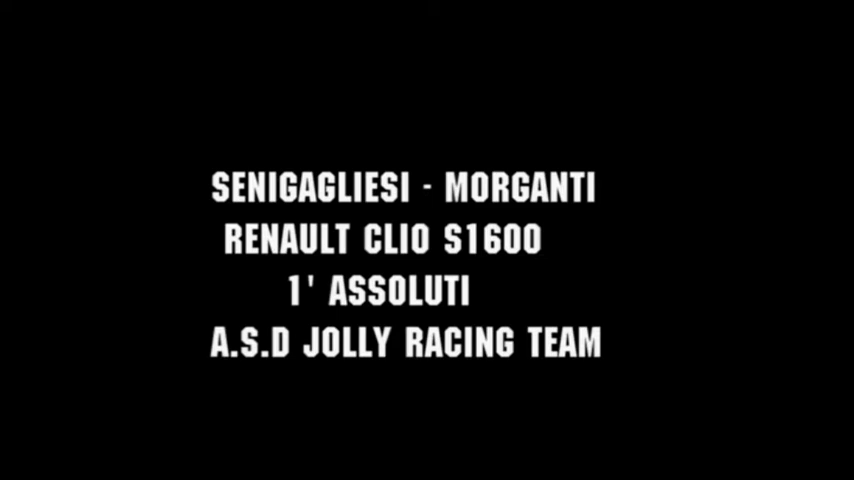 SENIGAGLIESI - MORGANTI
RENAULT CLIO S1600
1' ASSOLUTI
A.S.D JOLLY RACING TEAM